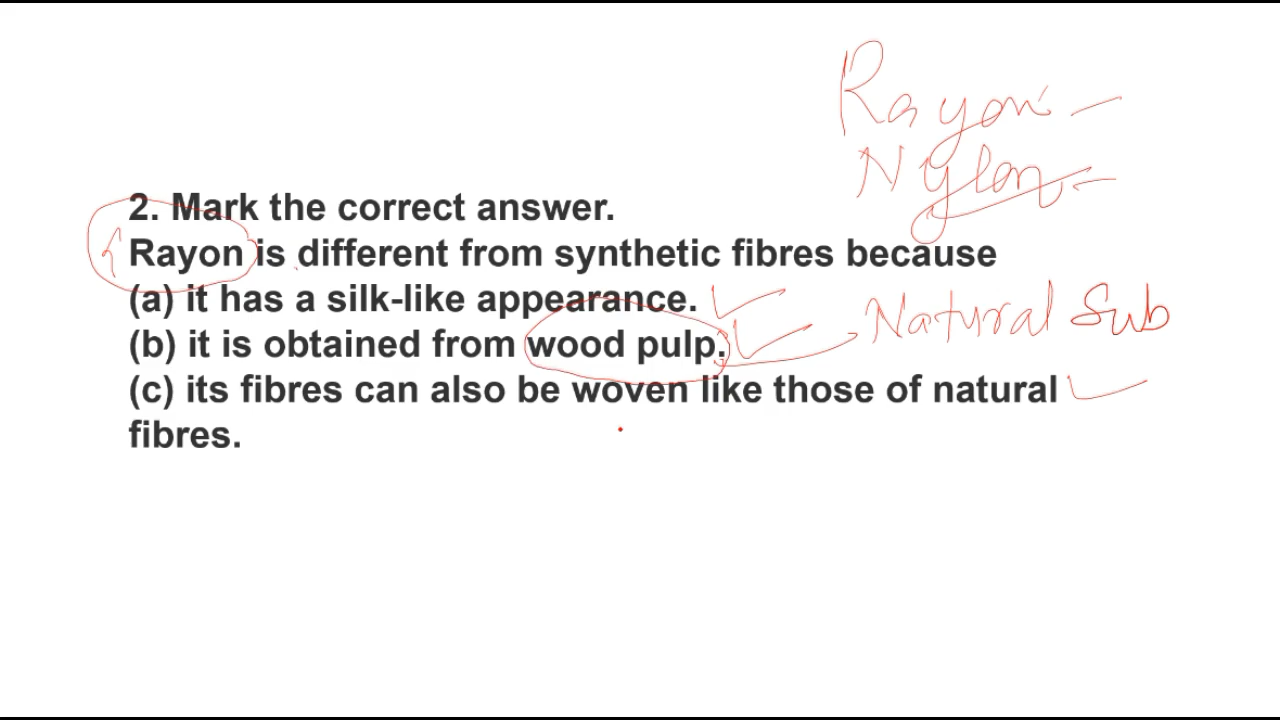 Rayon -
Nylon -
2. Mark the correct answer.
Rayon is different from synthetic fibres because
(a) it has a silk-like appearance.
(b) it is obtained from wood pulp.
Natural Sub
(c) its fibres can also be woven like those of natural
fibres.